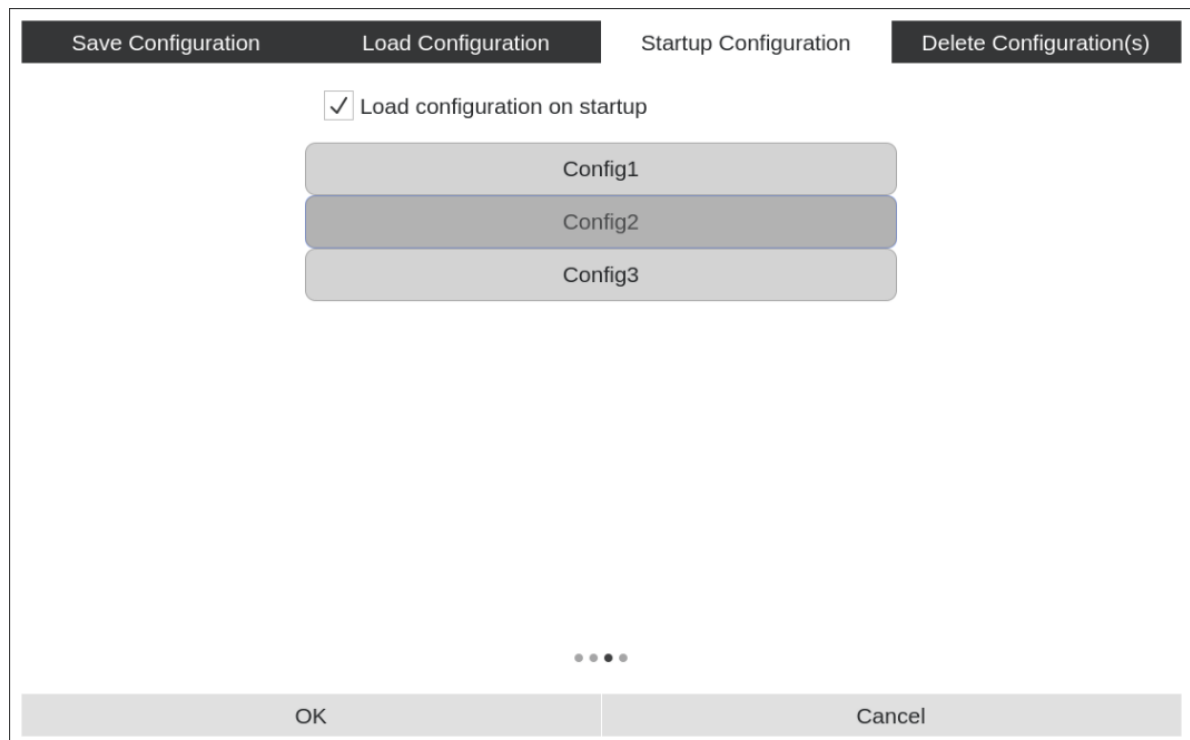 Save Configuration Load Configuration Startup Configuration Delete Configuration(s)
Load configuration on startup
Config1
Config2
Config3
OK Cancel